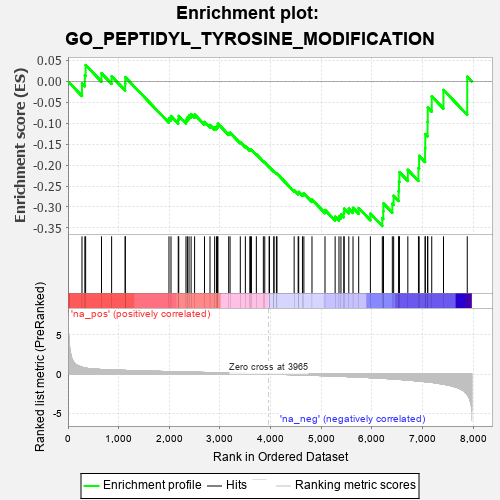 Enrichment plot:
GO_PEPTIDYL_TYROSINE_MODIFICATION
Enrichment score (ES)
0.05
0.00
-0.05
-0.10
-0.15
-0.20
-0.25
-0.30
-0.35
'na_pos' (positively correlated)
Ranked list metric (PreRanked)
5
0
-5
Zero cross at 3965
'na_neg' (negatively correlated)
0
1,000
2,000
3,000
4,000
5,000
6,000
7,000
8,000
Rank in Ordered Dataset
Enrichment profile
Hits
Ranking metric scores